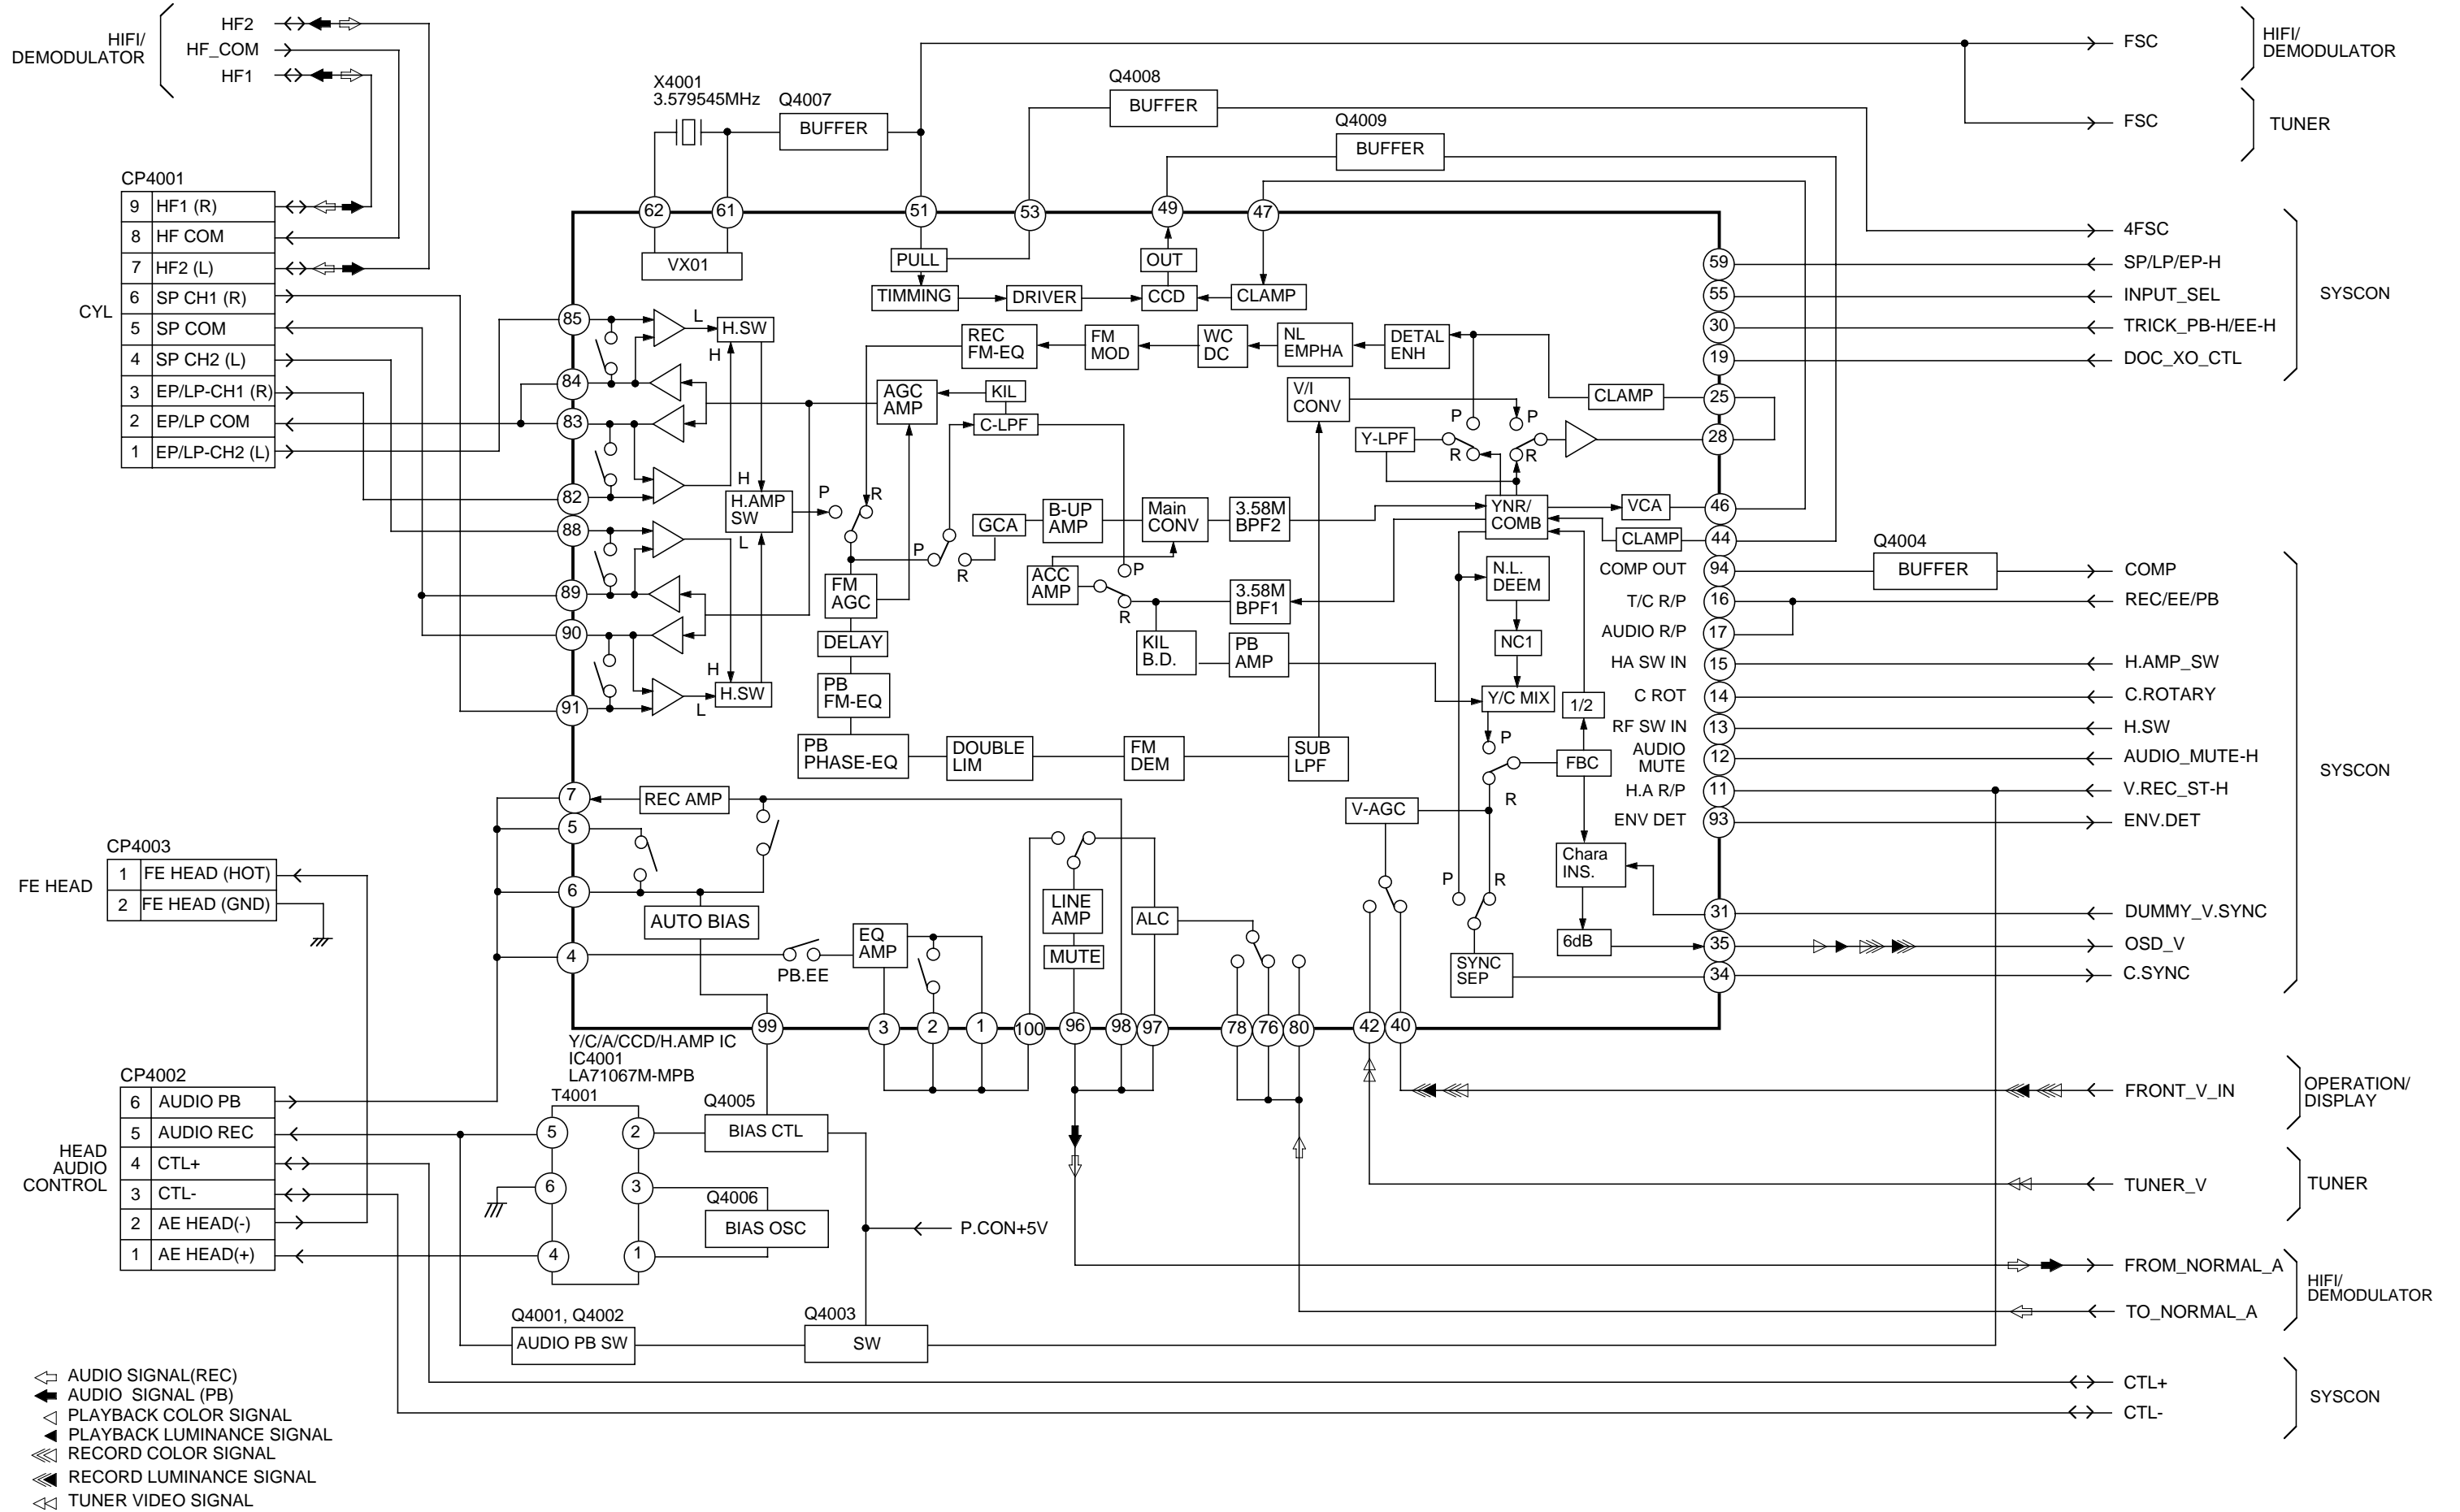 HIFI/
DEMODULATOR
HF2
HF_COM
HF1
X4001
3.579545MHz
Q4007
BUFFER
Q4008
BUFFER
Q4009
BUFFER
FSC
HIFI/
DEMODULATOR
FSC
TUNER
CP4001
CYL
9 HF1 (R)
8 HF COM
7 HF2 (L)
6 SP CH1 (R)
5 SP COM
4 SP CH2 (L)
3 EP/LP-CH1 (R)
2 EP/LP COM
1 EP/LP-CH2 (L)
62
61
51
53
49
47
VX01
PULL
OUT
TIMMING
DRIVER
CCD
CLAMP
4FSC
59
SP/LP/EP-H
55
INPUT_SEL
30
TRICK_PB-H/EE-H
19
DOC_XO_CTL
SYSCON
85
84
83
82
88
89
90
91
L
H.SW
H
H
H.AMP
SW
L
H
H.SW
L
P
R
REC
FM-EQ
FM
MOD
WC
DC
NL
EMPHA
DETAL
ENH
CLAMP
25
28
AGC
AMP
KIL
C-LPF
V/I
CONV
Y-LPF
P
R
P
R
GCA
B-UP
AMP
Main
CONV
3.58M
BPF2
YNR/
COMB
VCA
46
CLAMP
44
P
R
FM
AGC
ACC
AMP
P
R
3.58M
BPF1
KIL
B.D.
PB
AMP
N.L.
DEEM
NC1
Y/C MIX
1/2
DELAY
PB
FM-EQ
PB
PHASE-EQ
DOUBLE
LIM
FM
DEM
SUB
LPF
P
R
FBC
V-AGC
Chara
INS.
6dB
P
R
SYNC
SEP
COMP OUT
94
Q4004
BUFFER
COMP
T/C R/P
16
REC/EE/PB
AUDIO R/P
17
HA SW IN
15
H.AMP_SW
C ROT
14
C.ROTARY
RF SW IN
13
H.SW
AUDIO
MUTE
12
AUDIO_MUTE-H
H.A R/P
11
V.REC_ST-H
ENV DET
93
ENV.DET
31
DUMMY_V.SYNC
35
OSD_V
34
C.SYNC
SYSCON
7
REC AMP
5
6
AUTO BIAS
4
PB.EE
EQ
AMP
LINE
AMP
MUTE
ALC
99
3
2
1
100
96
98
97
78
76
80
42
40
Y/C/A/CCD/H.AMP IC
IC4001
LA71067M-MPB
CP4003
FE HEAD
1 FE HEAD (HOT)
2 FE HEAD (GND)
CP4002
HEAD
AUDIO
CONTROL
6 AUDIO PB
5 AUDIO REC
4 CTL+
3 CTL-
2 AE HEAD(-)
1 AE HEAD(+)
T4001
5
2
6
3
4
1
Q4005
BIAS CTL
Q4006
BIAS OSC
P.CON+5V
Q4001, Q4002
AUDIO PB SW
Q4003
SW
FRONT_V_IN
OPERATION/
DISPLAY
TUNER_V
TUNER
FROM_NORMAL_A
TO_NORMAL_A
HIFI/
DEMODULATOR
CTL+
CTL-
SYSCON
AUDIO SIGNAL(REC)
AUDIO SIGNAL (PB)
PLAYBACK COLOR SIGNAL
PLAYBACK LUMINANCE SIGNAL
RECORD COLOR SIGNAL
RECORD LUMINANCE SIGNAL
TUNER VIDEO SIGNAL